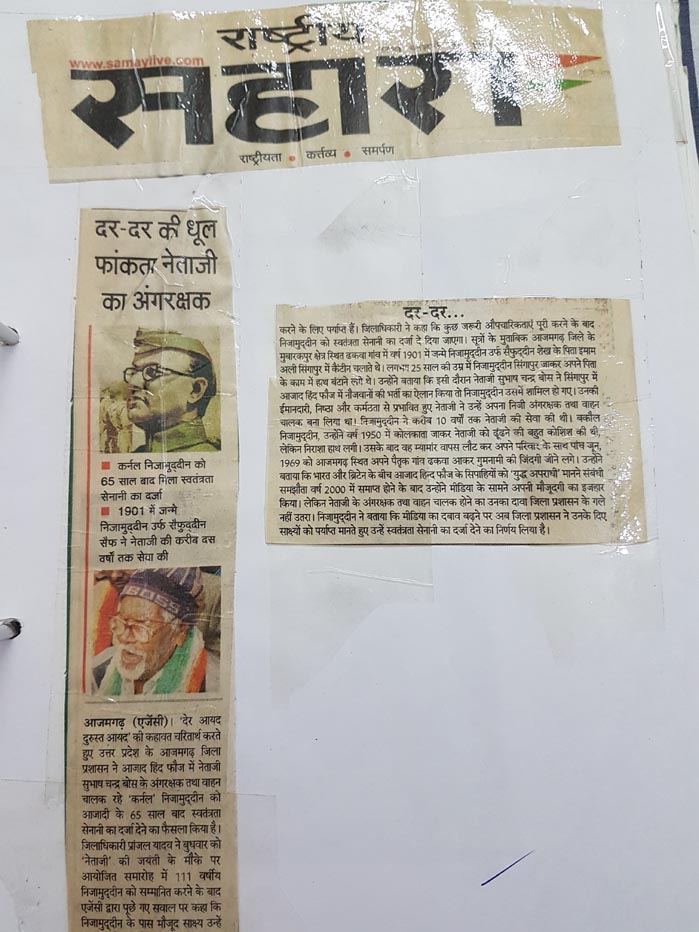 राष्ट्रीय
www.samaylive.com
सहारा
राष्ट्रीयता • कर्त्तव्य • समर्पण
दर-दर की धूल
फांकता नेताजी
का अंगरक्षक
कर्नल निजामुद्दीन को
65 साल बाद मिला स्वतंत्रता
सेनानी का दर्जा
1901 में जन्मे
निजामुद्दीन उर्फ सैफुद्दीन
सैफ ने नेताजी की करीब दस
वर्षों तक सेवा की
आजमगढ़ (एजेंसी)। 'देर आयद
दुरुस्त आयद' की कहावत चरितार्थ करते
हुए उत्तर प्रदेश के आजमगढ़ जिला
प्रशासन ने आजाद हिंद फौज में नेताजी
सुभाष चन्द्र बोस के अंगरक्षक तथा वाहन
चालक रहे 'कर्नल' निजामुद्दीन को
आजादी के 65 साल बाद स्वतंत्रता
सेनानी का दर्जा देने का फैसला किया है।
जिलाधिकारी प्रांजल यादव ने बुधवार को
'नेताजी' की जयंती के मौके पर
आयोजित समारोह में 111 वर्षीय
निजामुद्दीन को सम्मानित करने के बाद
एजेंसी द्वारा पूछे गए सवाल पर कहा कि
निजामुद्दीन के पास मौजूद साक्ष्य उन्हें
दर-दर...
करने के लिए पर्याप्त हैं। जिलाधिकारी ने कहा कि कुछ जरूरी औपचारिकताएं पूरी करने के बाद
निजामुद्दीन को स्वतंत्रता सेनानी का दर्जा दे दिया जाएगा। सूत्रों के मुताबिक आजमगढ़ जिले के
मुबारकपुर क्षेत्र स्थित ढकवा गांव में वर्ष 1901 में जन्मे निजामुद्दीन उर्फ सैफुद्दीन शेख के पिता इमाम
अली सिंगापुर में कैंटीन चलाते थे। लगभग 25 साल की उम्र में निजामुद्दीन सिंगापुर जाकर अपने पिता
के काम में हाथ बंटाने लगे थे। उन्होंने बताया कि इसी दौरान नेताजी सुभाष चन्द्र बोस ने सिंगापुर में
आजाद हिंद फौज में नौजवानों की भर्ती का ऐलान किया तो निजामुद्दीन उसमें शामिल हो गए। उनकी
ईमानदारी, निष्ठा और कर्मठता से प्रभावित हुए नेताजी ने उन्हें अपना निजी अंगरक्षक तथा वाहन
चालक बना लिया था। निजामुद्दीन ने करीब 10 वर्षों तक नेताजी की सेवा की थी। बकौल
निजामुद्दीन, उन्होंने वर्ष 1950 में कोलकाता जाकर नेताजी को ढूंढने की बहुत कोशिश की थी,
लेकिन निराशा हाथ लगी। उसके बाद वह म्यामांर वापस लौट कर अपने परिवार के साथ पांच जून,
1969 को आजमगढ़ स्थित अपने पैतृक गांव ढकवा आकर गुमनामी की जिंदगी जीने लगे। उन्होंने
बताया कि भारत और ब्रिटेन के बीच आजाद हिन्द फौज के सिपाहियों को 'युद्ध अपराधी' मानने संबंधी
समझौता वर्ष 2000 में समाप्त होने के बाद उन्होंने मीडिया के सामने अपनी मौजूदगी का इजहार
किया। लेकिन नेताजी के अंगरक्षक तथा वाहन चालक होने का उनका दावा जिला प्रशासन के गले
नहीं उतरा। निजामुद्दीन ने बताया कि मीडिया का दबाव बढ़ने पर अब जिला प्रशासन ने उनके दिए
साक्ष्यों को पर्याप्त मानते हुए उन्हें स्वतंत्रता सेनानी का दर्जा देने का निर्णय लिया है।